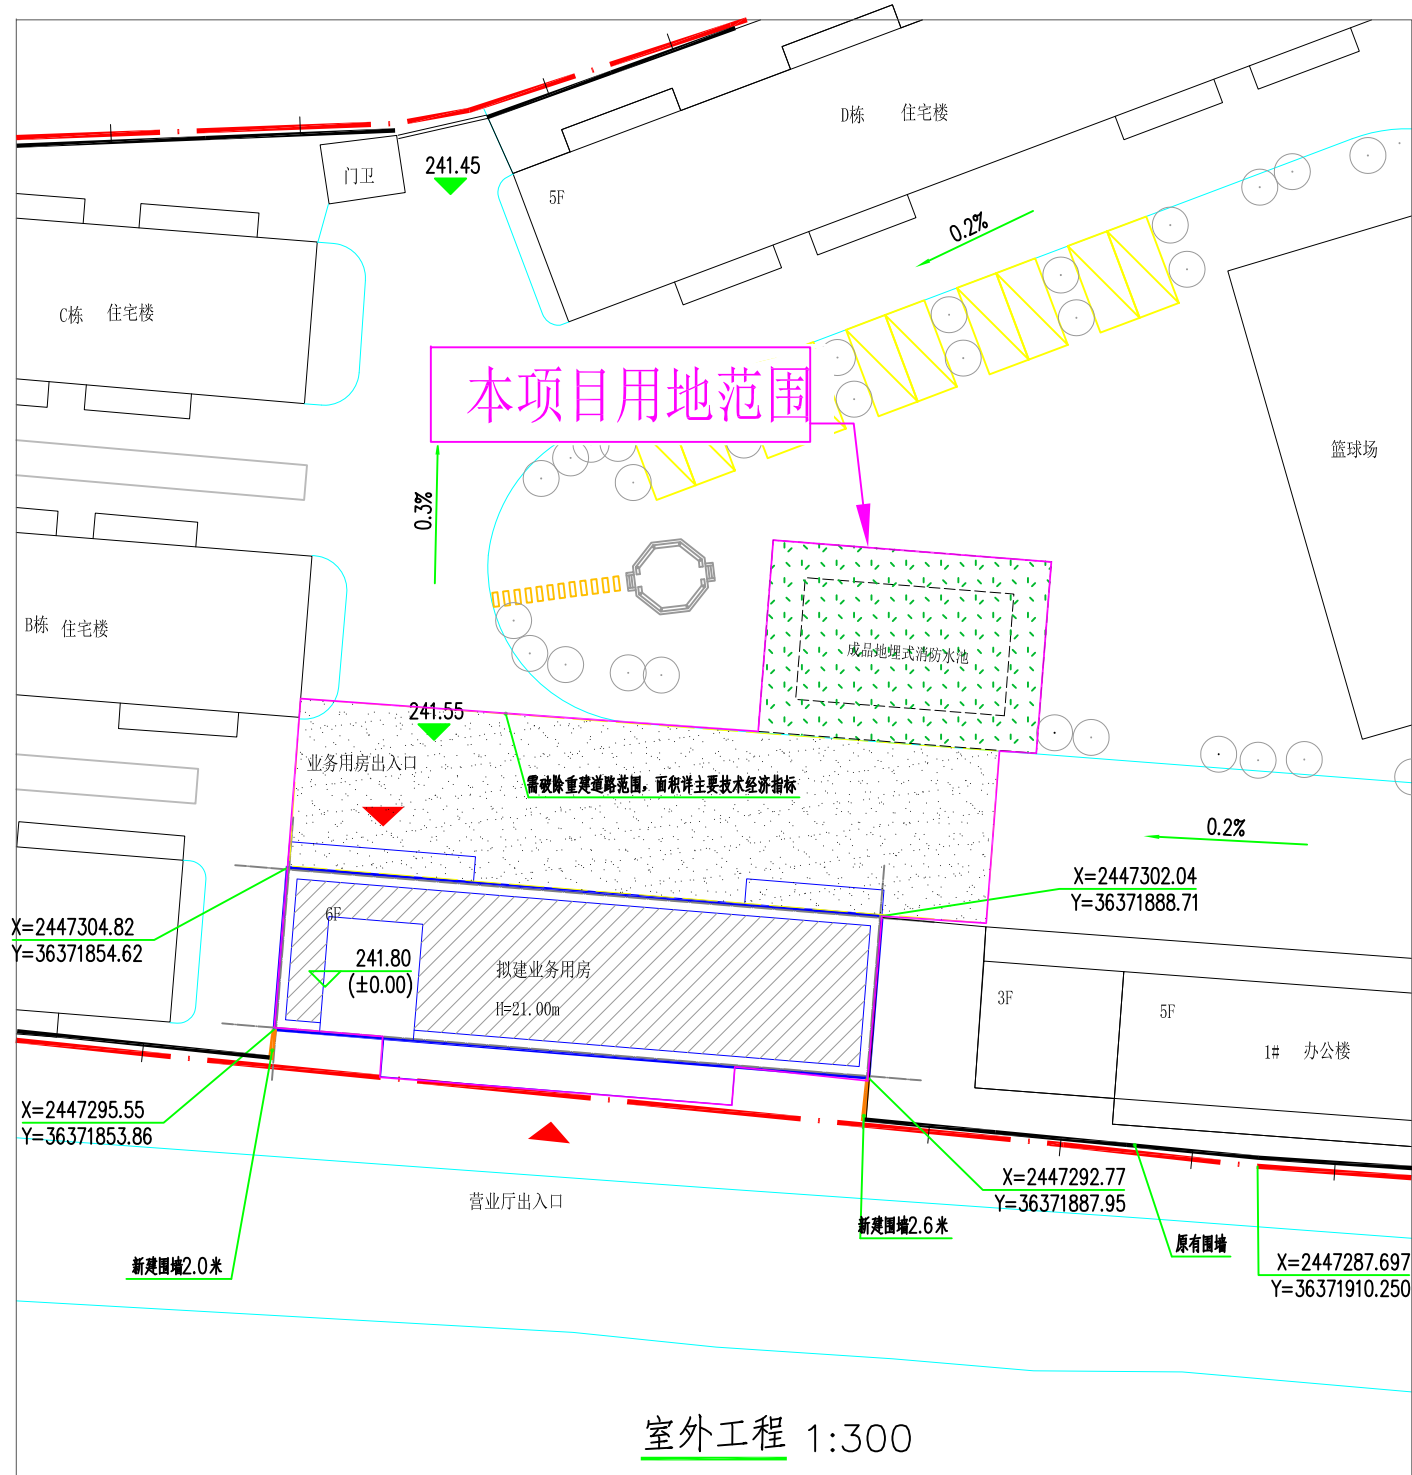 D栋 住宅楼
门卫
241.45
5F
0.2%
C栋 住宅楼
本项目用地范围
篮球场
0.3%
B栋 住宅楼
成品地埋式消防水池
241.55
业务用房出入口
需破除重建道路范围，面积详主要技术经济指标
0.2%
X=2447302.04
Y=36371888.71
6F
X=2447304.82
Y=36371854.62
241.80
(±0.00)
拟建业务用房
H=21.00m
3F
5F
1# 办公楼
X=2447295.55
Y=36371853.86
X=2447292.77
Y=36371887.95
营业厅出入口
新建围墙2.6米
原有围墙
新建围墙2.0米
X=2447287.697
Y=36371910.250
室外工程 1:300